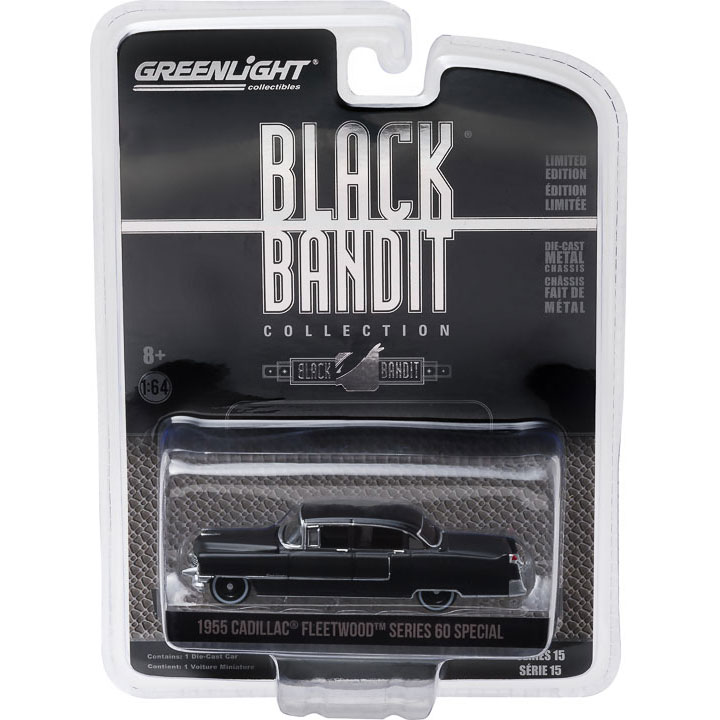 GREENLIGHT®
collectibles
BLACK
BANDIT®
COLLECTION
LIMITED
EDITION
ÉDITION
LIMITÉE
DIE-CAST
METAL
CHASSIS
CHÂSSIS
FAIT DE
MÉTAL
8+
1:64
BLACK BANDIT
1955 CADILLAC® FLEETWOOD™ SERIES 60 SPECIAL
Contains: 1 Die-Cast Car
Contient: 1 Voiture Miniature
SERIES 15
SÉRIE 15